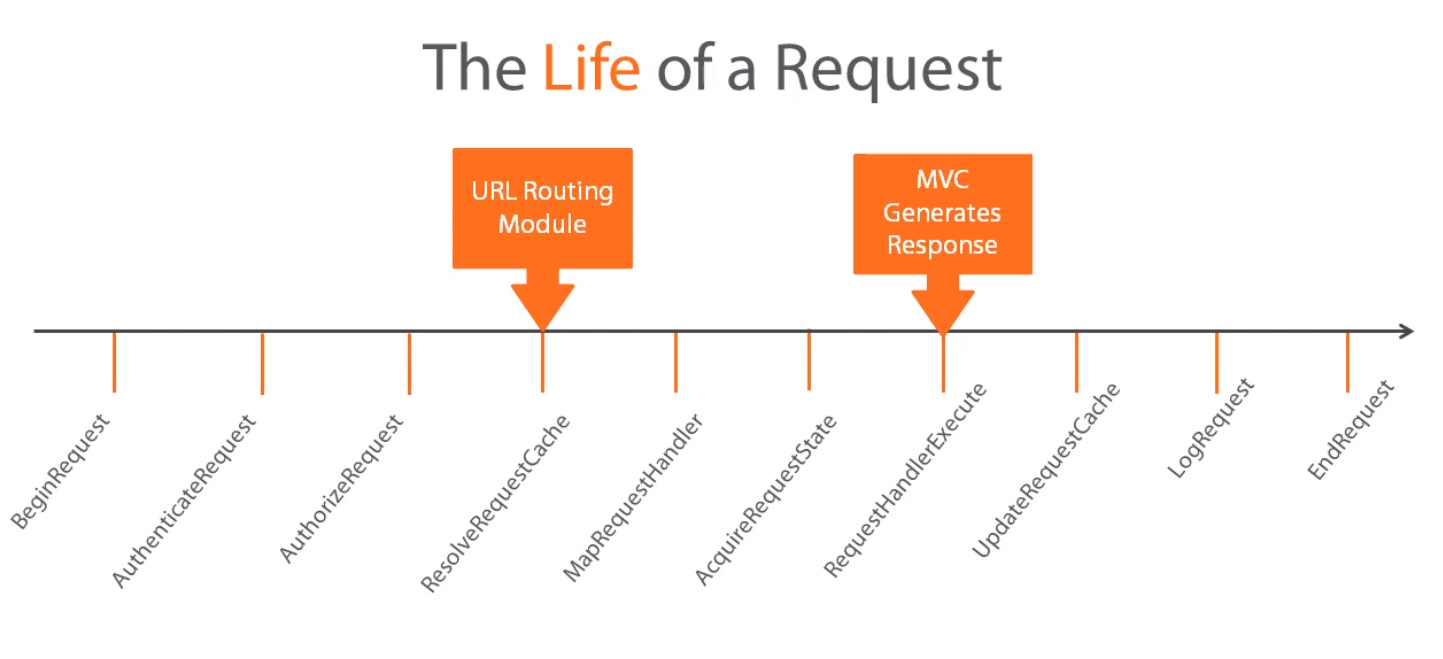 The Life of a Request
URL Routing
Module
MVC
Generates
Response
BeginRequest
AuthenticateRequest
AuthorizeRequest
ResolveRequestCache
MapRequestHandler
AcquireRequestState
RequestHandlerExecute
UpdateRequestCache
LogRequest
EndRequest